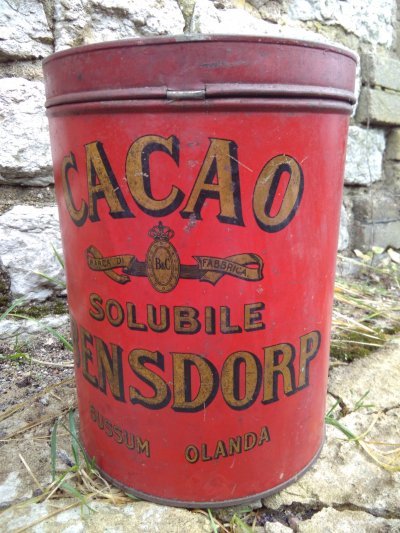 CACAO
MARCA DI B&C FABBRICA
SOLUBILE
BENSDORP
BUSSUM OLANDA